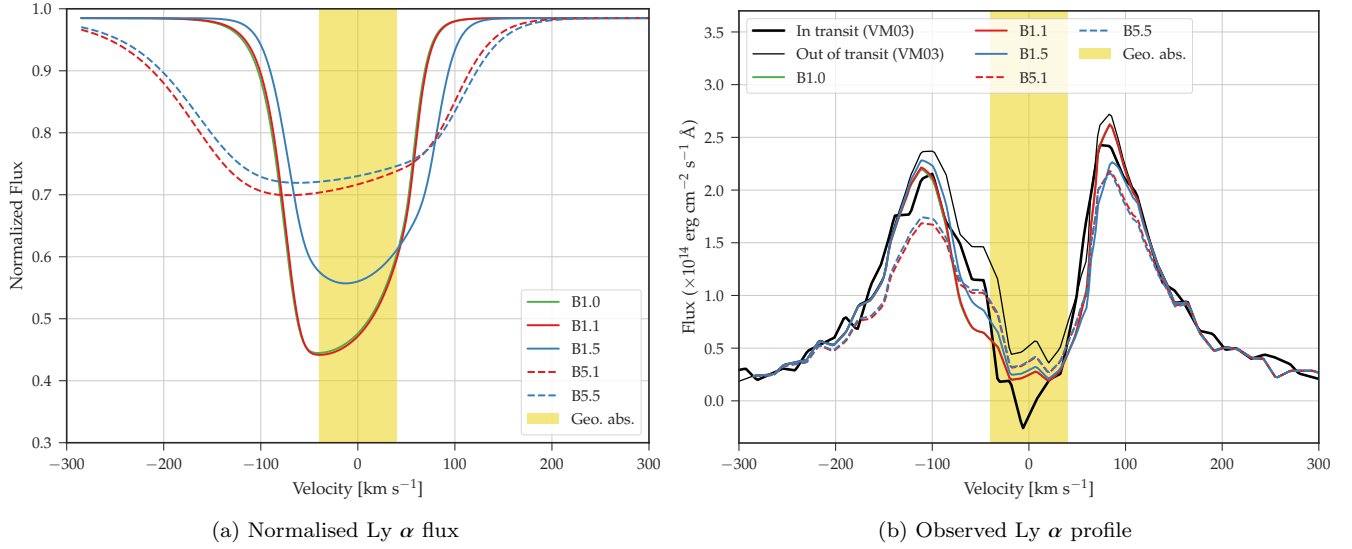 1.0
0.9
0.8
0.7
0.6
0.5
0.4
0.3
Normalized Flux
−300 −200 −100 0 100 200 300
Velocity [km s⁻¹]
B1.0
B1.1
B1.5
B5.1
B5.5
Geo. abs.
(a) Normalised Ly α flux
3.5
3.0
2.5
2.0
1.5
1.0
0.5
0.0
Flux (×10¹⁴ erg cm⁻² s⁻¹ Å)
In transit (VM03) B1.1 B5.5
Out of transit (VM03) B1.5 Geo. abs.
B1.0 B5.1
−300 −200 −100 0 100 200 300
Velocity [km s⁻¹]
(b) Observed Ly α profile